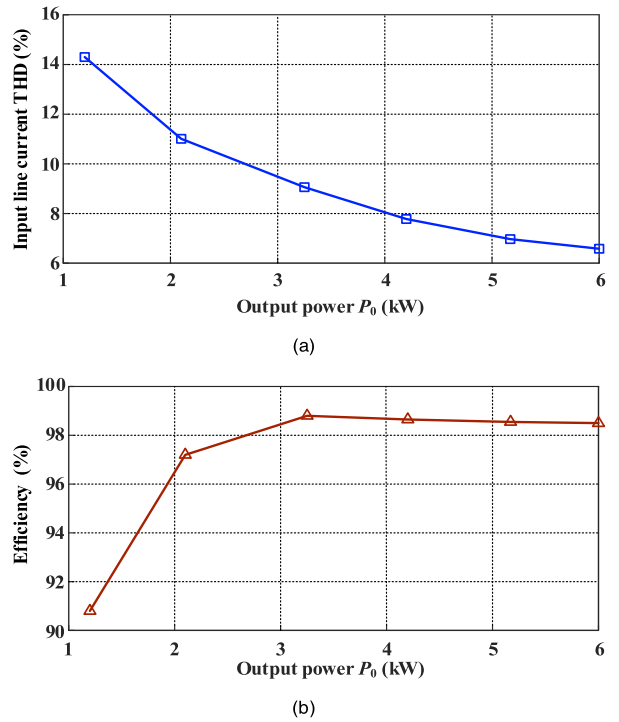 16
14
12
10
8
6
Input line current THD (%)
1 2 3 4 5 6
Output power P0 (kW)
(a)
100
98
96
94
92
90
Efficiency (%)
1 2 3 4 5 6
Output power P0 (kW)
(b)